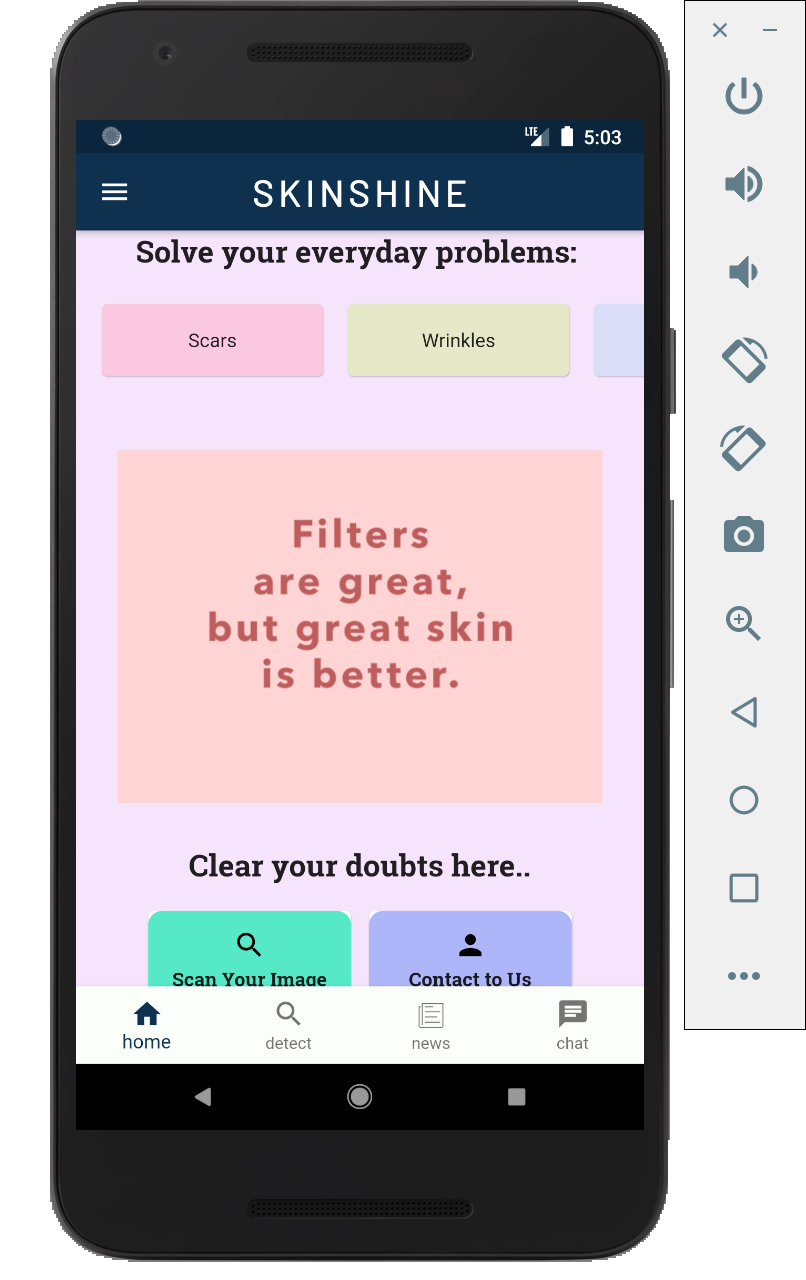 LTE 5:03
SKINSHINE
Solve your everyday problems:
Scars Wrinkles
Filters
are great,
but great skin
is better.
Clear your doubts here..
Scan Your Image Contact to Us
home detect news chat